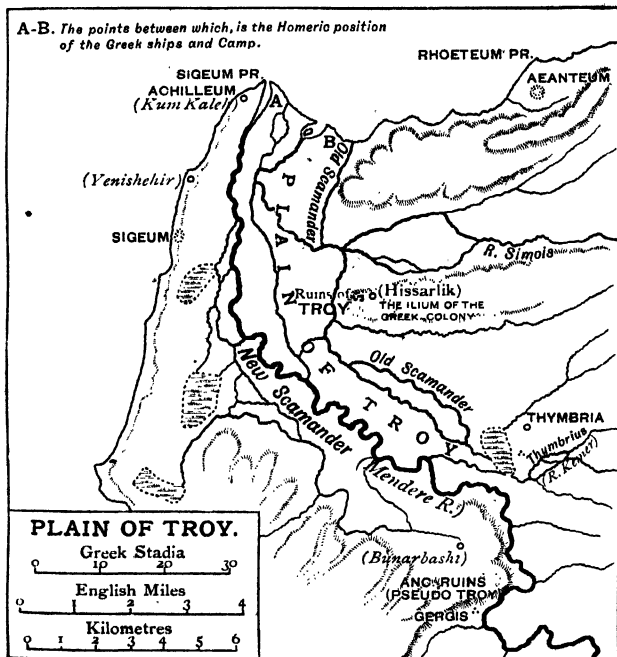 A-B. The points between which, is the Homeric position
of the Greek ships and Camp.
RHOETEUM PR.
AEANTEUM
SIGEUM PR.
ACHILLEUM
(Kum Kaleh)
A
B
Old Scamander
(Yenishehir)
PLAIN
SIGEUM
R. Simois
Ruins of
TROY
(Hissarlik)
THE ILIUM OF THE
GREEK COLONY
OF TROY
Old Scamander
New Scamander
(Mendere R.)
THYMBRIA
Thymbrius
(R. Kemer)
(Bunarbashi)
ANC. RUINS
(PSEUDO TROY)
GERGIS
PLAIN OF TROY.
Greek Stadia
0 10 20 30
English Miles
0 1 2 3 4
Kilometres
0 1 2 3 4 5 6